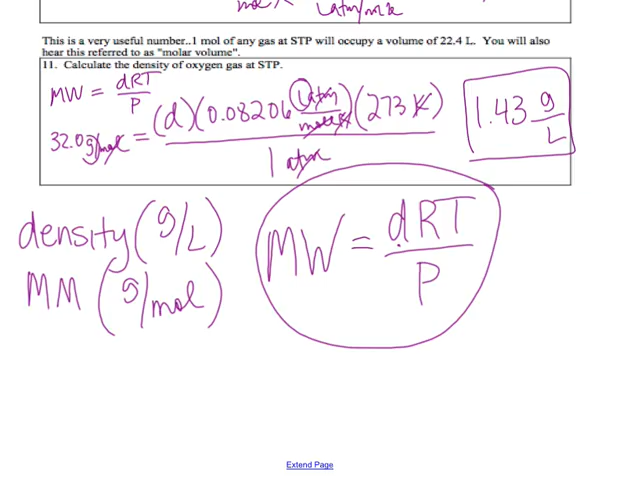 This is a very useful number..1 mol of any gas at STP will occupy a volume of 22.4 L. You will also
hear this referred to as "molar volume".
11. Calculate the density of oxygen gas at STP.
MW = dRT/P
32.0 g/mol = (d)(0.08206 Latm/molK)(273 K)/1 atm
1.43 g/L
density (g/L)
MM (g/mol)
MW = dRT/P
Extend Page